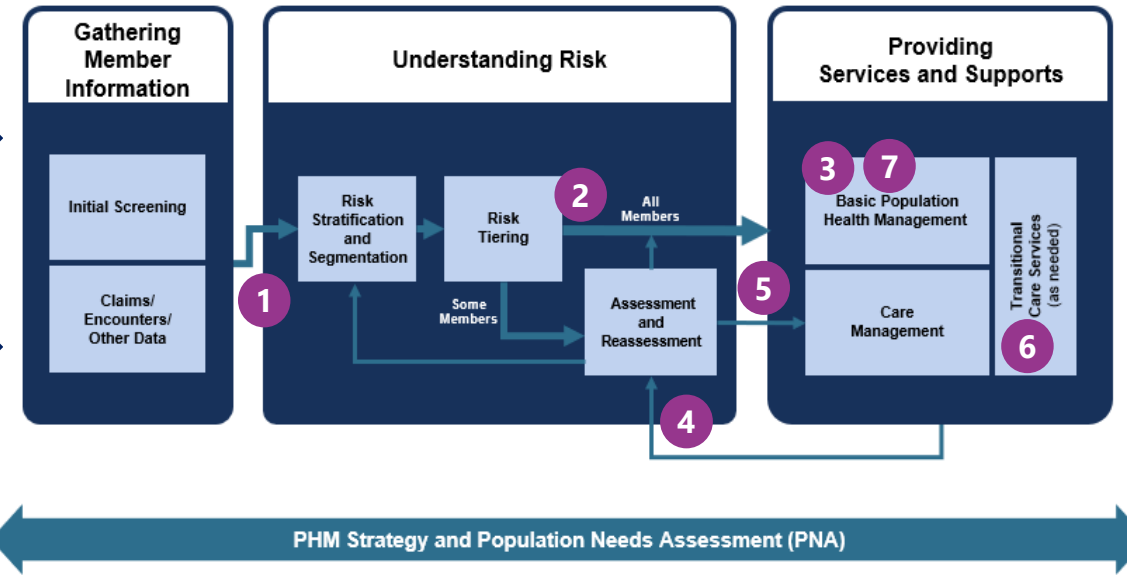 Gathering
Member
Information
Initial Screening
Claims/
Encounters/
Other Data
1
Understanding Risk
Risk
Stratification
and
Segmentation
Risk
Tiering
2
All
Members
Some
Members
Assessment
and
Reassessment
4
5
Providing
Services and Supports
3
7
Basic Population
Health Management
Care
Management
Transitional
Care Services
(as needed)
6
PHM Strategy and Population Needs Assessment (PNA)